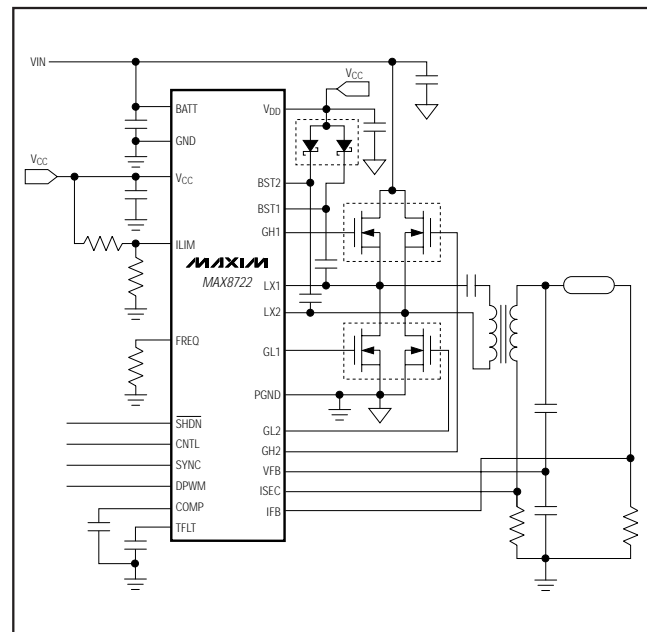 VIN
VCC
BATT
VDD
GND
VCC
VCC
BST2
BST1
GH1
ILIM
MAXIM
MAX8722
LX1
LX2
FREQ
GL1
PGND
SHDN
GL2
CNTL
GH2
SYNC
VFB
DPWM
ISEC
COMP
IFB
TFLT